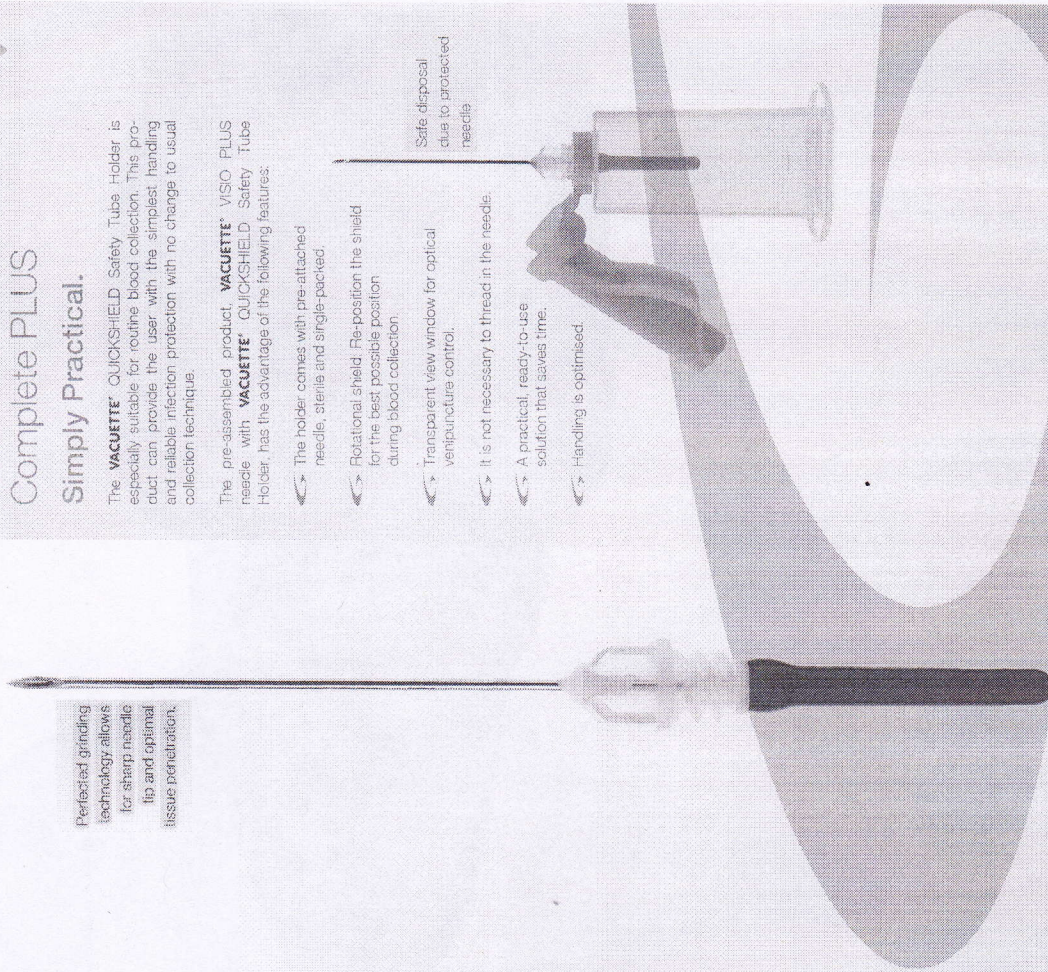 Complete PLUS
Simply Practical.
The VACUETTE® QUICKSHIELD Safety Tube Holder is
especially suitable for routine blood collection. This pro-
duct can provide the user with the simplest handling
and reliable infection protection with no change to usual
collection technique.
The pre-assembled product, VACUETTE® VISIO PLUS
needle with VACUETTE® QUICKSHIELD Safety Tube
Holder, has the advantage of the following features:
The holder comes with pre-attached
needle, sterile and single-packed.
Rotational shield. Re-position the shield
for the best possible position
during blood collection
Transparent view window for optical
venipuncture control.
It is not necessary to thread in the needle.
A practical, ready-to-use
solution that saves time.
Handling is optimised.
Safe disposal
due to protected
needle
Perfected grinding
technology allows
for sharp needle
tip and optimal
tissue penetration.